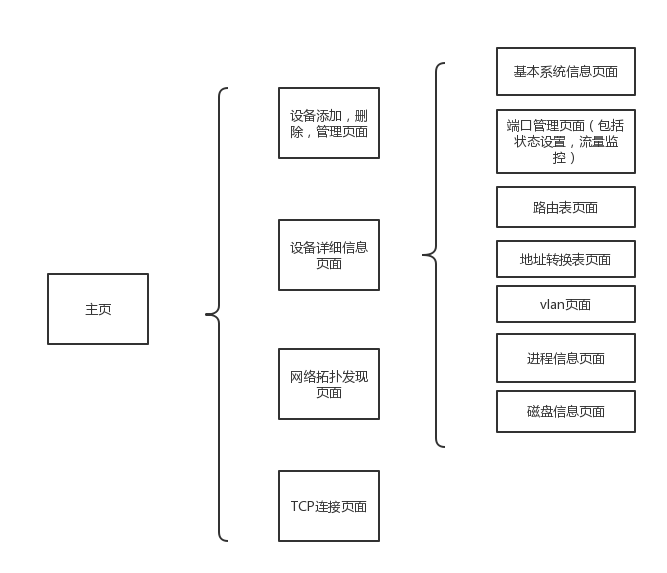 主页
设备添加，删
除，管理页面
设备详细信息
页面
网络拓扑发现
页面
TCP连接页面
基本系统信息页面
端口管理页面（包括
状态设置，流量监
控）
路由表页面
地址转换表页面
vlan页面
进程信息页面
磁盘信息页面